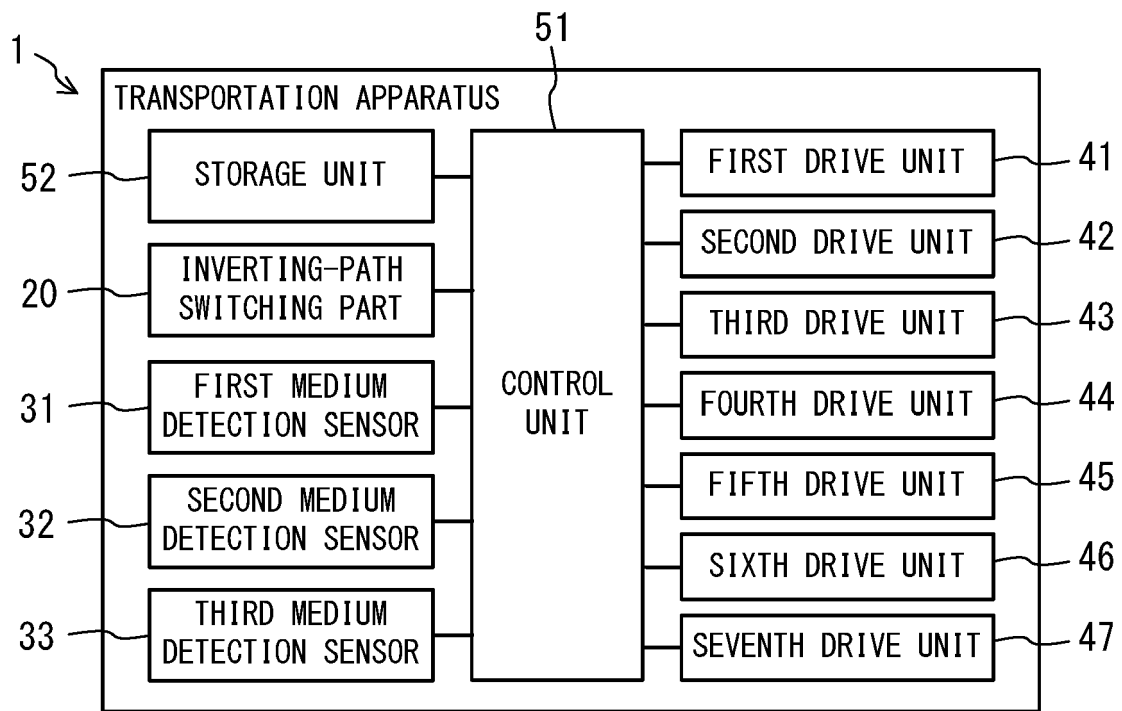 51
1
TRANSPORTATION APPARATUS
52
STORAGE UNIT
20
INVERTING-PATH
SWITCHING PART
31
FIRST MEDIUM
DETECTION SENSOR
32
SECOND MEDIUM
DETECTION SENSOR
33
THIRD MEDIUM
DETECTION SENSOR
CONTROL
UNIT
FIRST DRIVE UNIT
41
SECOND DRIVE UNIT
42
THIRD DRIVE UNIT
43
FOURTH DRIVE UNIT
44
FIFTH DRIVE UNIT
45
SIXTH DRIVE UNIT
46
SEVENTH DRIVE UNIT
47